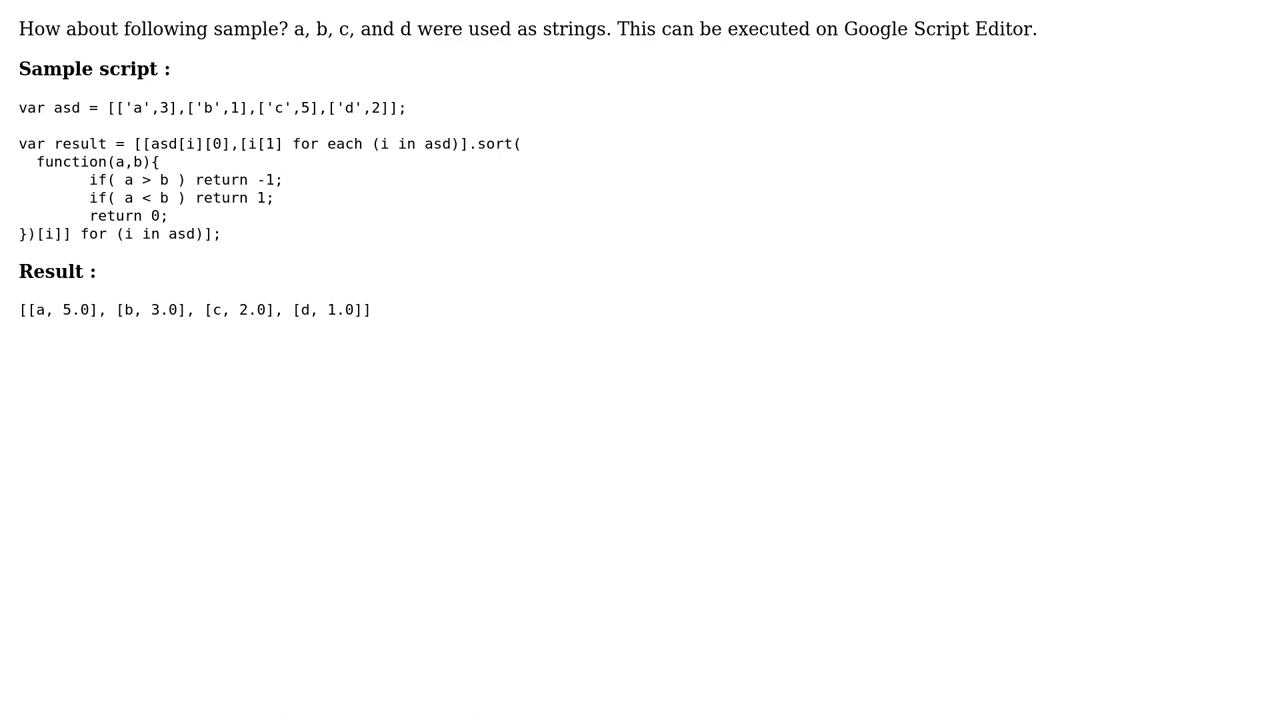 How about following sample? a, b, c, and d were used as strings. This can be executed on Google Script Editor.
Sample script :
var asd = [['a',3],['b',1],['c',5],['d',2]];
var result = [[asd[i][0],[i[1] for each (i in asd)].sort(
  function(a,b){
        if( a > b ) return -1;
        if( a < b ) return 1;
        return 0;
})[i]] for (i in asd)];
Result :
[[a, 5.0], [b, 3.0], [c, 2.0], [d, 1.0]]